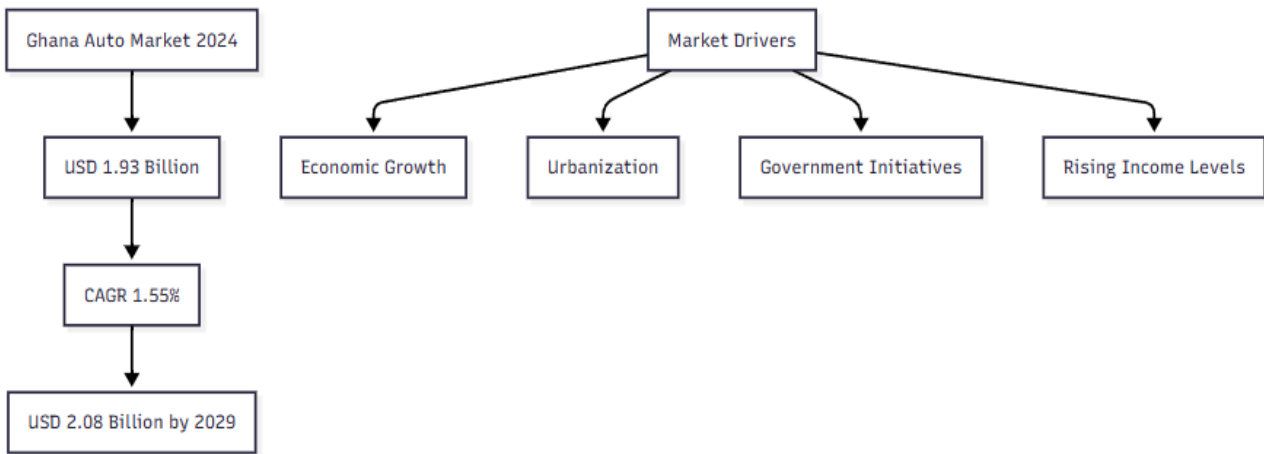 Ghana Auto Market 2024
USD 1.93 Billion
CAGR 1.55%
USD 2.08 Billion by 2029
Market Drivers
Economic Growth
Urbanization
Government Initiatives
Rising Income Levels